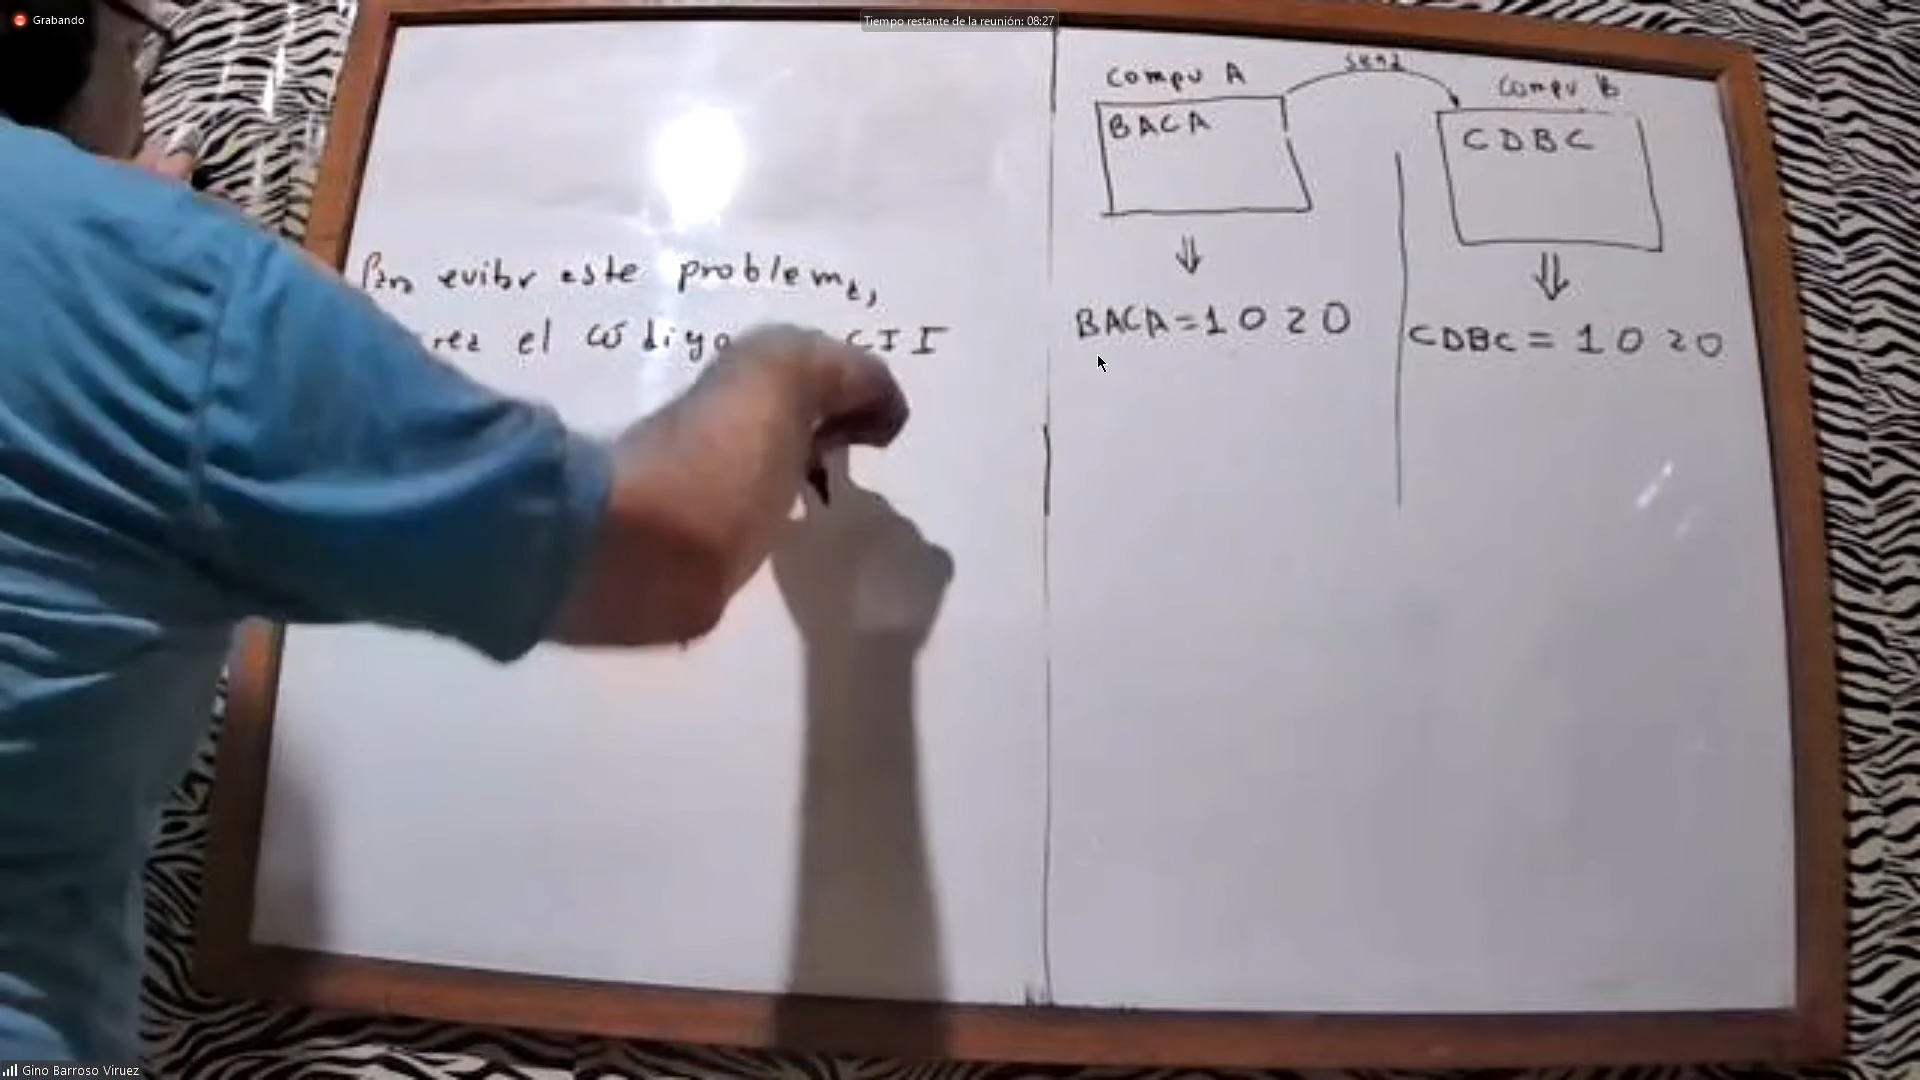 Grabando
Tiempo restante de la reunión: 08:27
Para evitar este problema,
el código
compu A
send
compu B
BACA
CDBC
BACA = 1 0 2 0
CDBC = 1 0 2 0
Gino Barroso Viruez